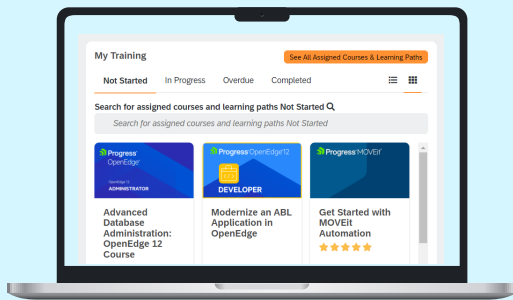 My Training
See All Assigned Courses & Learning Paths
Not Started In Progress Overdue Completed
Search for assigned courses and learning paths Not Started
Search for assigned courses and learning paths Not Started
Progress®
OpenEdge®
OpenEdge 12
ADMINISTRATOR
Progress® OpenEdge® 12
DEVELOPER
Progress® MOVEit®
Advanced
Database
Administration:
OpenEdge 12
Course
Modernize an ABL
Application in
OpenEdge
Get Started with
MOVEit
Automation